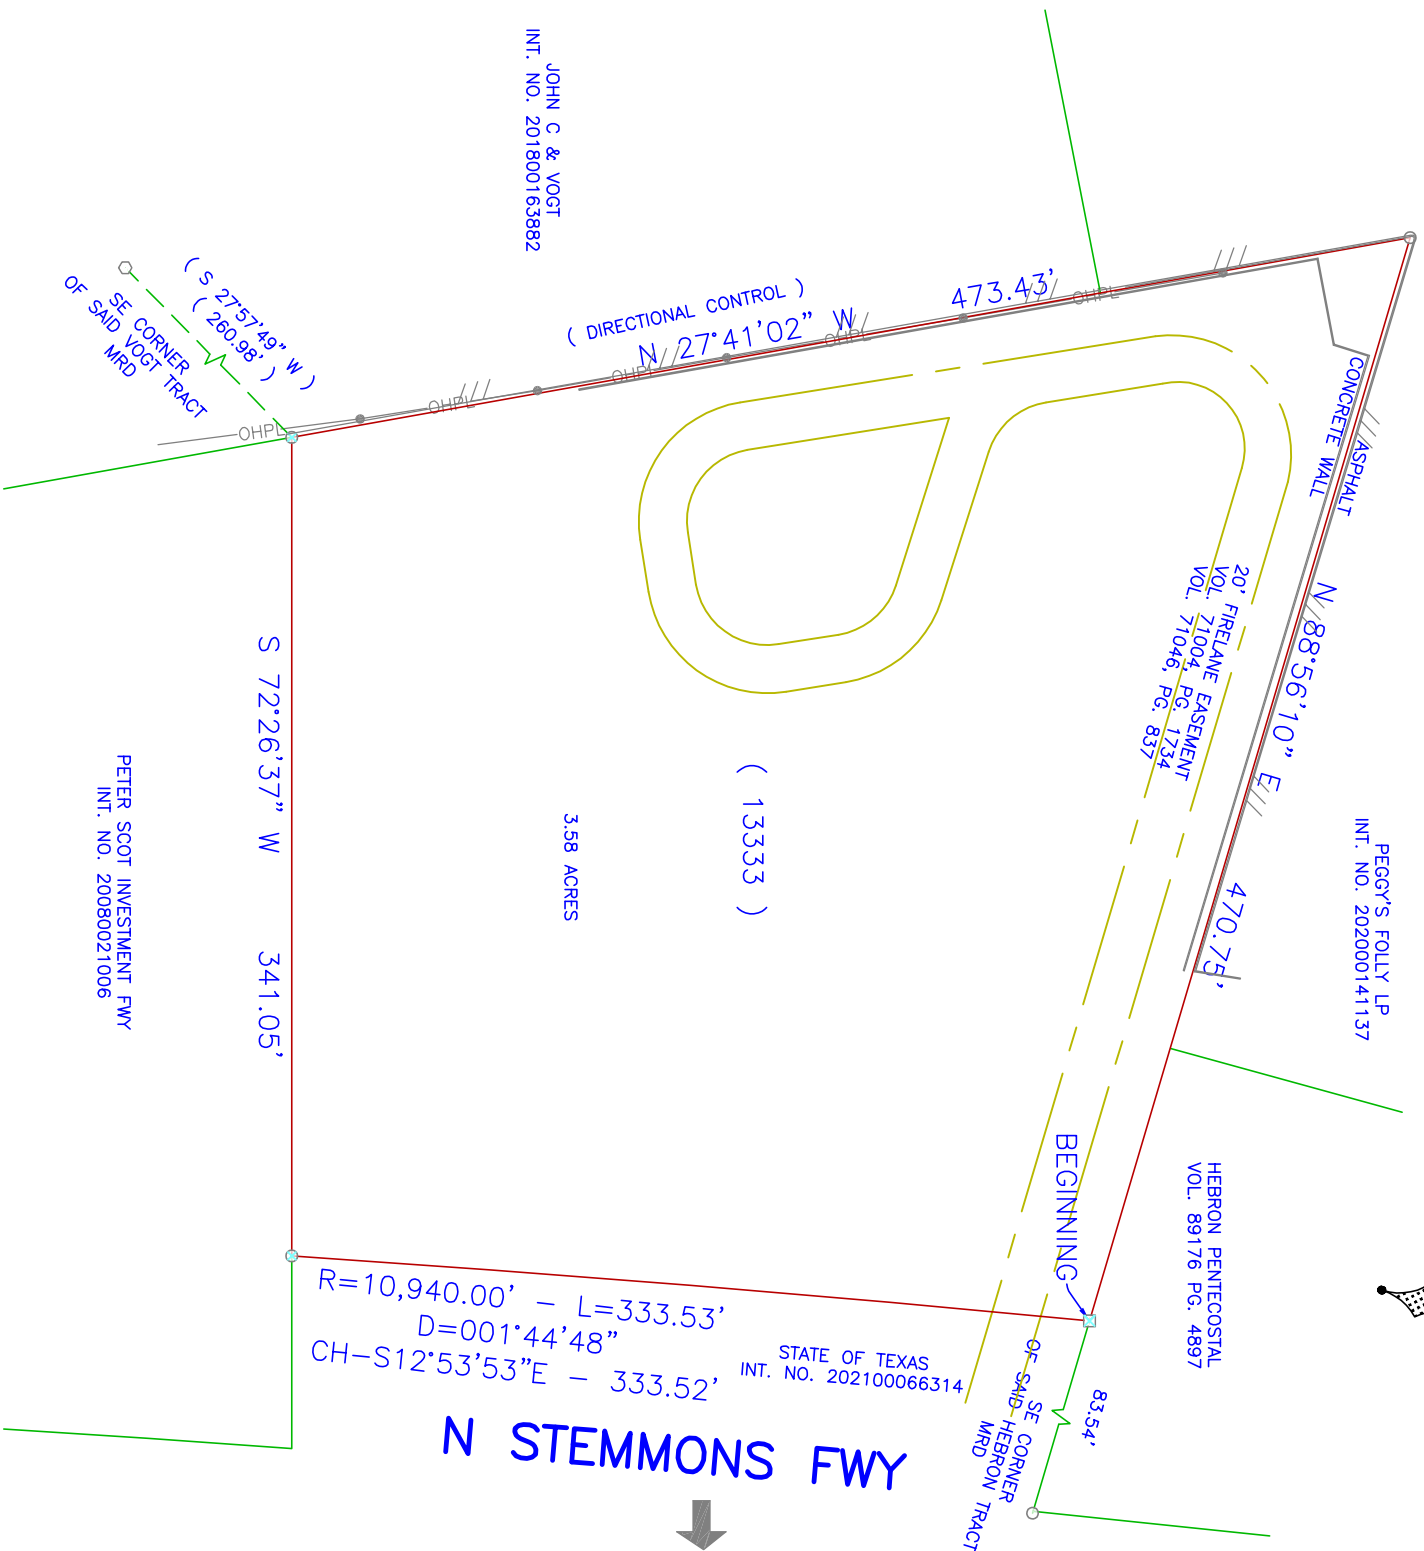 JOHN C & VOGT
INT. NO. 201800163882
( DIRECTIONAL CONTROL )
N 27°41'02" W
473.43'
OHPL
OHPL
OHPL
OHPL
OHPL
( S 27°57'49" W )
( 260.98' )
SE CORNER
OF SAID VOGT TRACT
MRD
CONCRETE WALL
ASPHALT
N 88°56'10" E
470.75'
20' FIRELANE EASEMENT
VOL. 71004, PG. 1734
VOL. 71046, PG. 837
PEGGY'S FOLLY LP
INT. NO. 202000141137
S 72°26'37" W
341.05'
( 13333 )
3.58 ACRES
PETER SCOT INVESTMENT FWY
INT. NO. 20080021006
BEGINNING
HEBRON PENTECOSTAL
VOL. 89176 PG. 4897
R=10,940.00' - L=333.53'
D=001°44'48"
CH-S12°53'53"E - 333.52'
STATE OF TEXAS
INT. NO. 202100066314
83.54'
SE CORNER
OF SAID HEBRON TRACT
MRD
N STEMMONS FWY